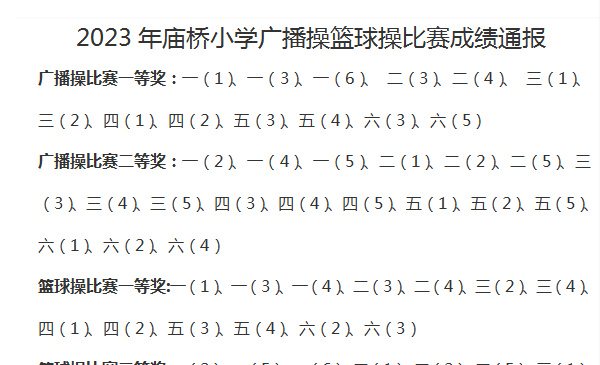 2023 年庙桥小学广播操篮球操比赛成绩通报
广播操比赛一等奖：一（1）、一（3）、一（6）、 二（3）、二（4）、 三（1）、
三（2）、四（1）、四（2）、五（3）、五（4）、六（3）、六（5）
广播操比赛二等奖：一（2）、一（4）、一（5）、二（1）、二（2）、二（5）、三
（3）、三（4）、三（5）、四（3）、四（4）、四（5）、五（1）、五（2）、五（5）、
六（1）、六（2）、六（4）
篮球操比赛一等奖:一（1）、一（3）、一（4）、二（3）、二（4）、三（2）、三（4）、
四（1）、四（2）、五（3）、五（4）、六（2）、六（3）